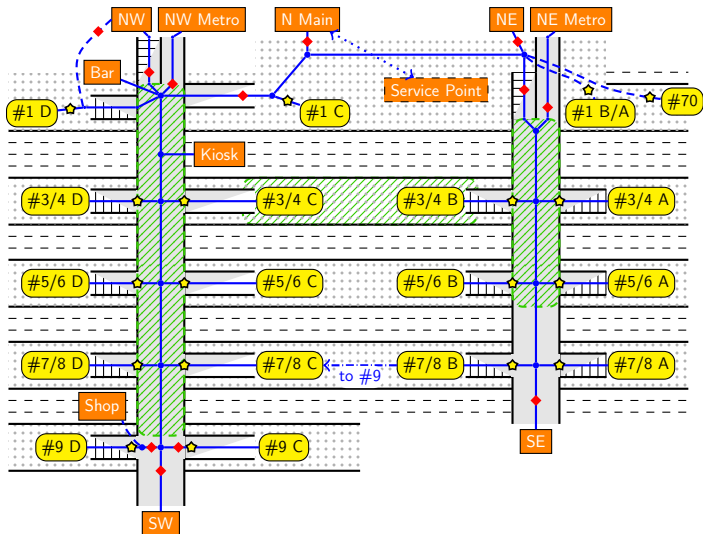 NW
NW Metro
N Main
NE
NE Metro
Bar
Service Point
#1 D
#1 C
#1 B/A
#70
Kiosk
#3/4 D
#3/4 C
#3/4 B
#3/4 A
#5/6 D
#5/6 C
#5/6 B
#5/6 A
#7/8 D
#7/8 C
to #9
#7/8 B
#7/8 A
Shop
#9 D
#9 C
SE
SW